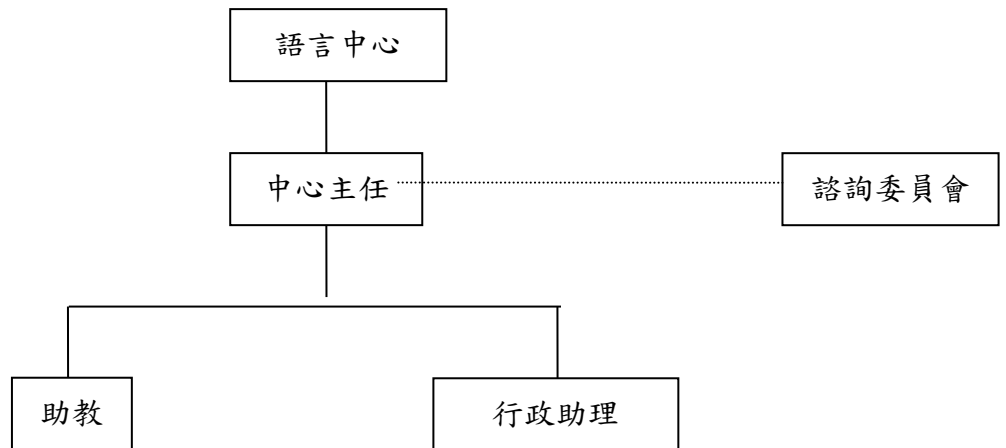 語言中心
中心主任
諮詢委員會
助教
行政助理